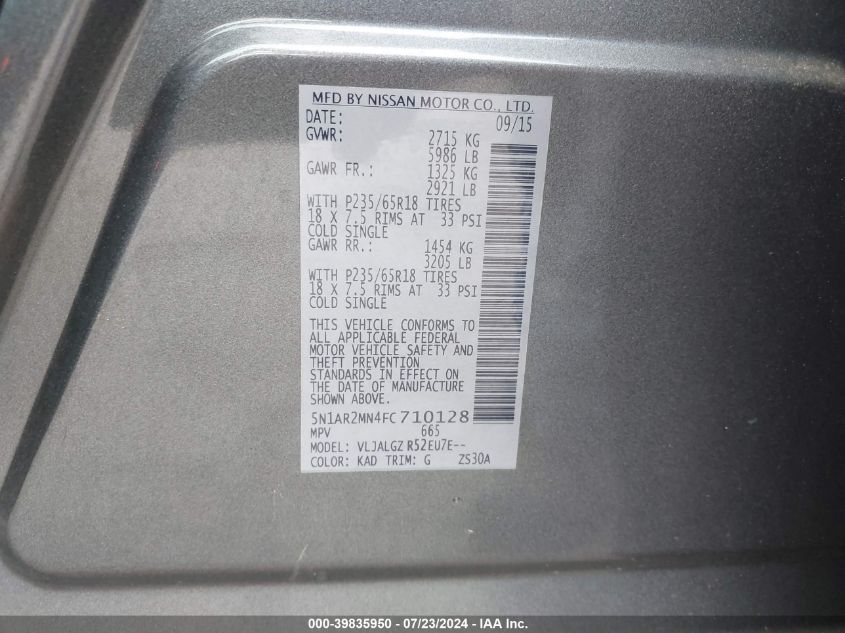 MFD BY NISSAN MOTOR CO., LTD.
DATE: 09/15
GVWR: 2715 KG
5986 LB
GAWR FR.: 1325 KG
2921 LB
WITH P235/65R18 TIRES
18 X 7.5 RIMS AT 33 PSI
COLD SINGLE
GAWR RR.: 1454 KG
3205 LB
WITH P235/65R18 TIRES
18 X 7.5 RIMS AT 33 PSI
COLD SINGLE
THIS VEHICLE CONFORMS TO
ALL APPLICABLE FEDERAL
MOTOR VEHICLE SAFETY AND
THEFT PREVENTION
STANDARDS IN EFFECT ON
THE DATE OF MANUFACTURE
SHOWN ABOVE.
5N1AR2MN4FC710128
MPV 665
MODEL: VLJALGZ R52EU7E--
COLOR: KAD TRIM: G ZS30A
000-39835950 / 07/23/2024 - IAA Inc.